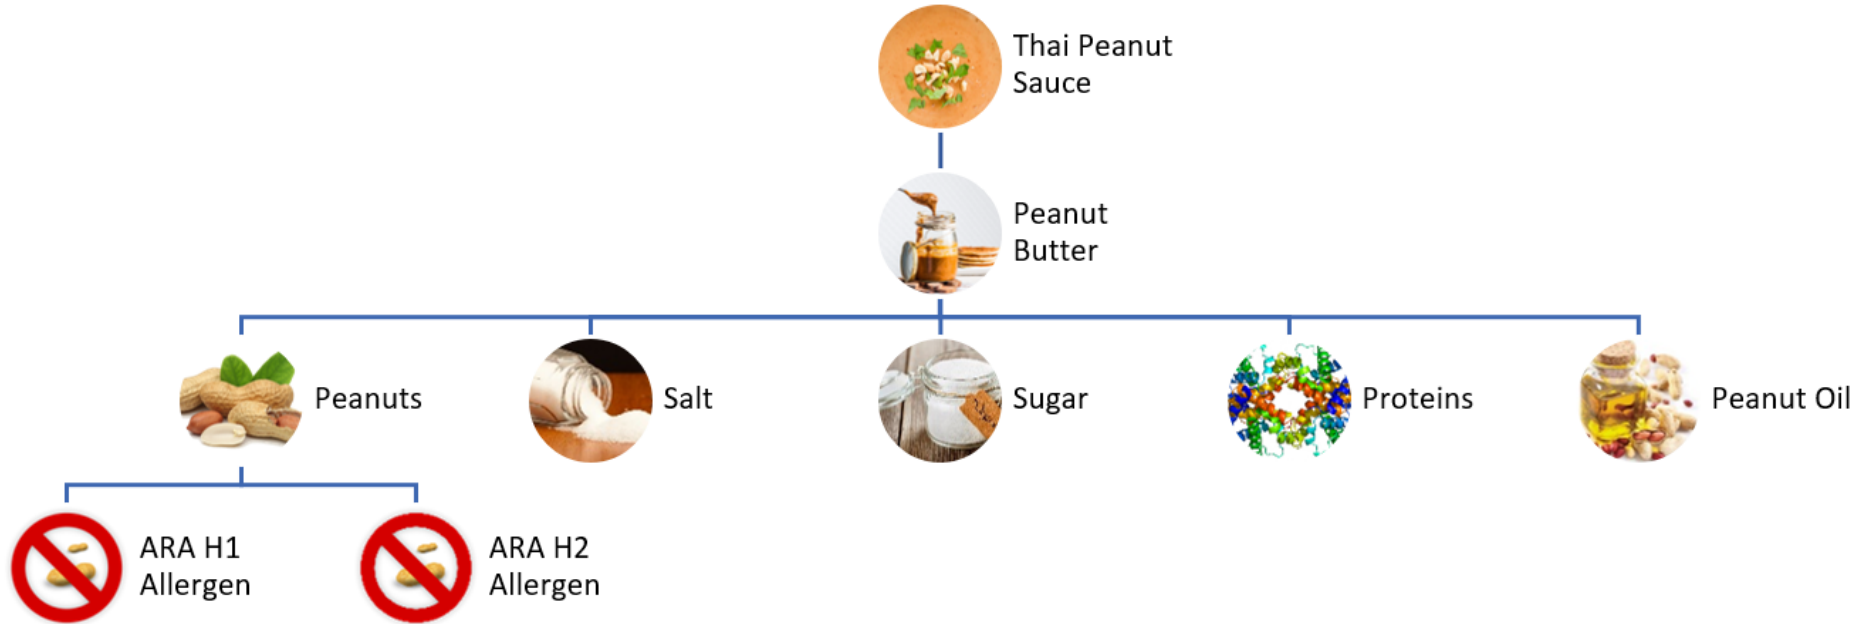 Thai Peanut
Sauce
Peanut
Butter
Peanuts
Salt
Sugar
Proteins
Peanut Oil
ARA H1
Allergen
ARA H2
Allergen